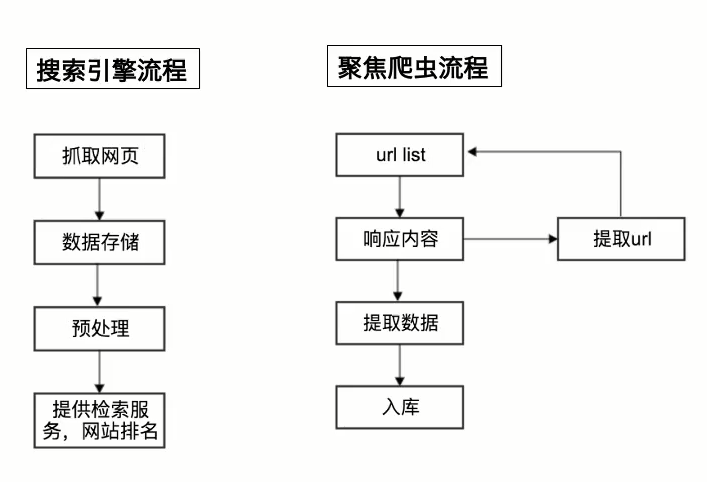 搜索引擎流程
聚焦爬虫流程
抓取网页
数据存储
预处理
提供检索服
务，网站排名
url list
响应内容
提取url
提取数据
入库